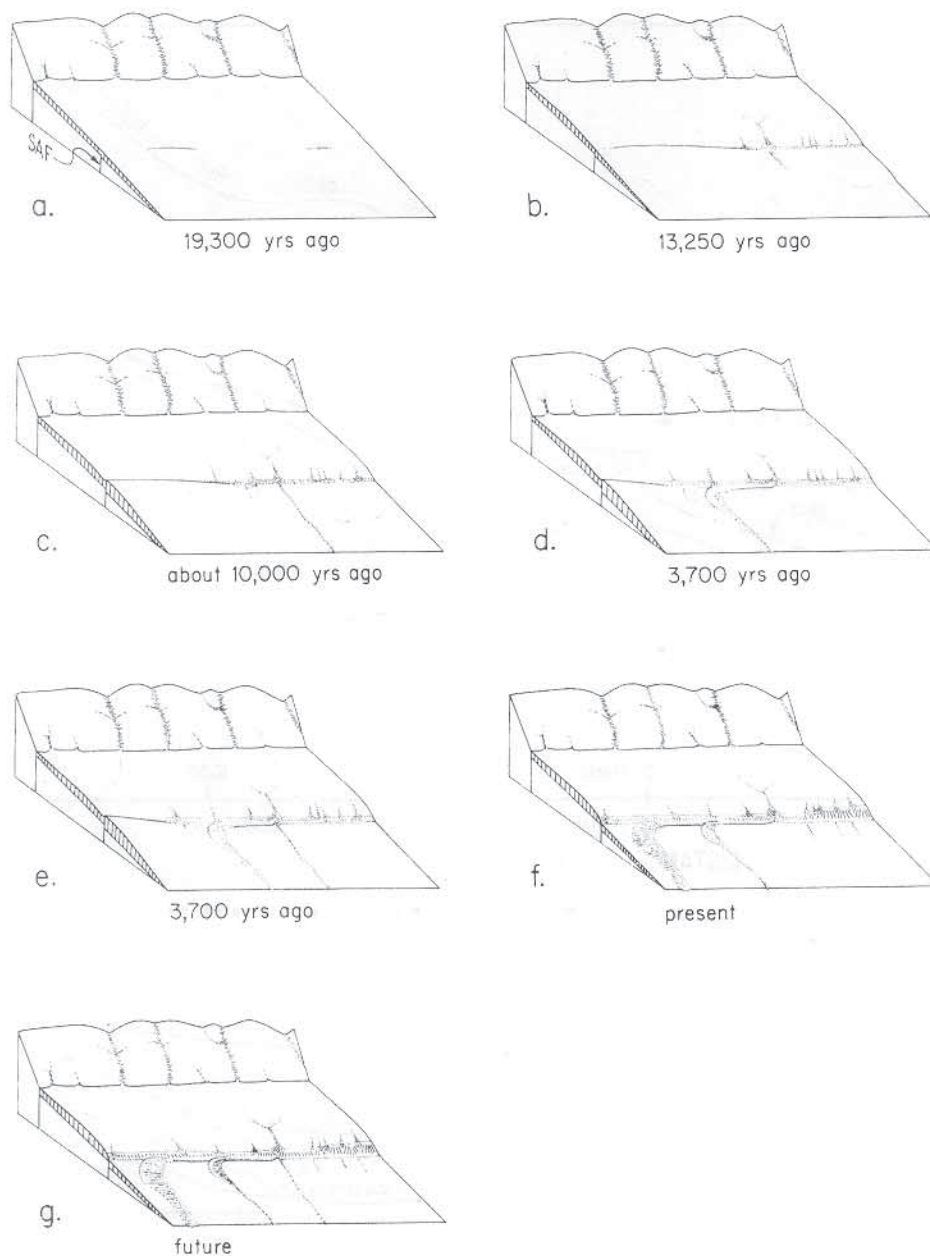 SAF
a.
19,300 yrs ago
b.
13,250 yrs ago
c.
about 10,000 yrs ago
d.
3,700 yrs ago
e.
3,700 yrs ago
f.
present
g.
future